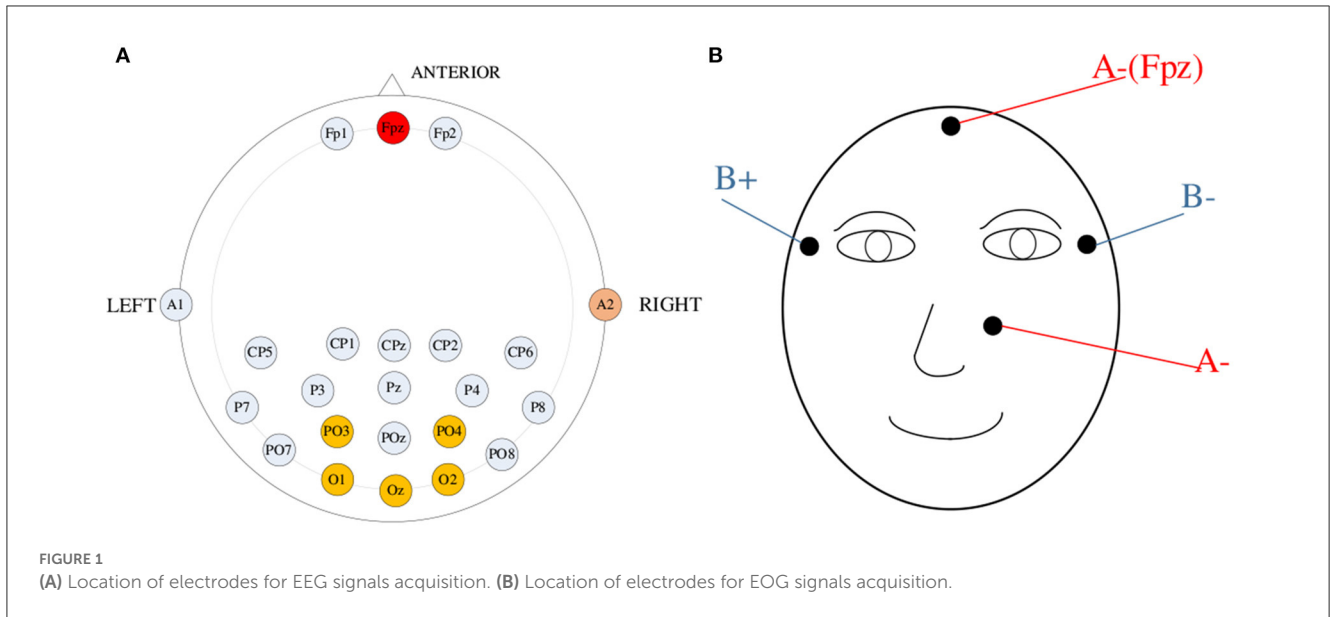 A
ANTERIOR
Fp1 Fpz Fp2
LEFT A1 A2 RIGHT
CP5 CP1 CPz CP2 CP6
P3 Pz P4
P7 P8
PO3 POz PO4
PO7 PO8
O1 Oz O2
B
A-(Fpz)
B+
B-
A-
FIGURE 1
(A) Location of electrodes for EEG signals acquisition. (B) Location of electrodes for EOG signals acquisition.